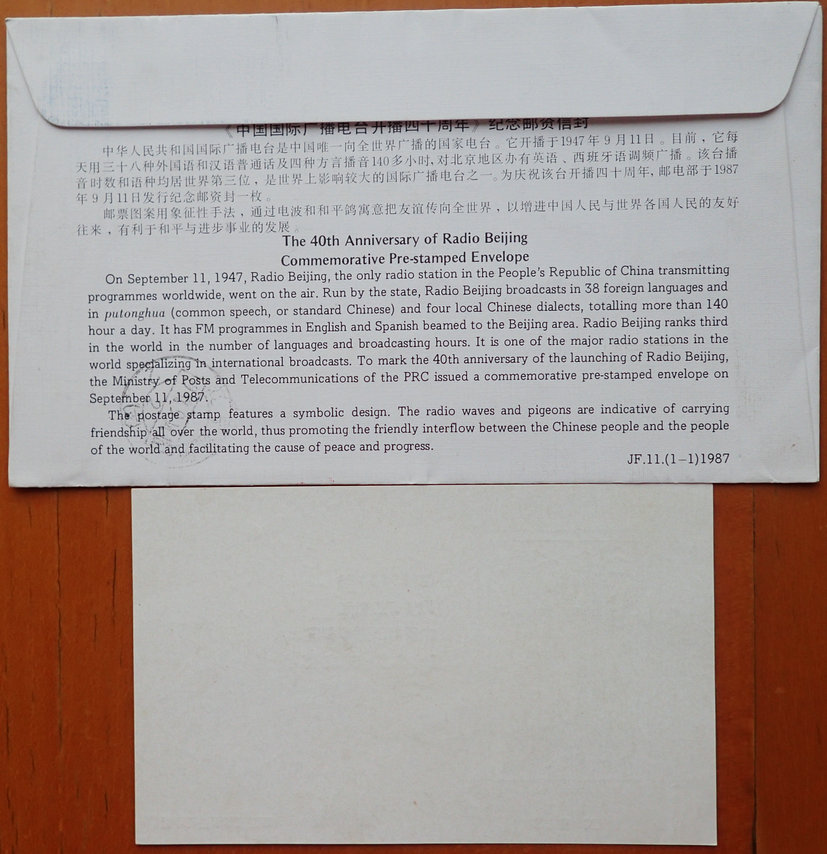 《中国国际广播电台开播四十周年》纪念邮资信封
中华人民共和国国际广播电台是中国唯一向全世界广播的国家电台。它开播于1947年9月11日。目前，它每
天用三十八种外国语和汉语普通话及四种方言播音140多小时，对北京地区办有英语、西班牙语调频广播。该台播
音时数和语种均居世界第三位，是世界上影响较大的国际广播电台之一。为庆祝该台开播四十周年，邮电部于1987
年9月11日发行纪念邮资封一枚。
邮票图案用象征性手法，通过电波和和平鸽寓意把友谊传向全世界，以增进中国人民与世界各国人民的友好
往来，有利于和平与进步事业的发展。
The 40th Anniversary of Radio Beijing
Commemorative Pre-stamped Envelope
On September 11, 1947, Radio Beijing, the only radio station in the People's Republic of China transmitting
programmes worldwide, went on the air. Run by the state, Radio Beijing broadcasts in 38 foreign languages and
in putonghua (common speech, or standard Chinese) and four local Chinese dialects, totalling more than 140
hour a day. It has FM programmes in English and Spanish beamed to the Beijing area. Radio Beijing ranks third
in the world in the number of languages and broadcasting hours. It is one of the major radio stations in the
world specializing in international broadcasts. To mark the 40th anniversary of the launching of Radio Beijing,
the Ministry of Posts and Telecommunications of the PRC issued a commemorative pre-stamped envelope on
September 11, 1987.
The postage stamp features a symbolic design. The radio waves and pigeons are indicative of carrying
friendship all over the world, thus promoting the friendly interflow between the Chinese people and the people
of the world and facilitating the cause of peace and progress.
JF.11.(1-1)1987